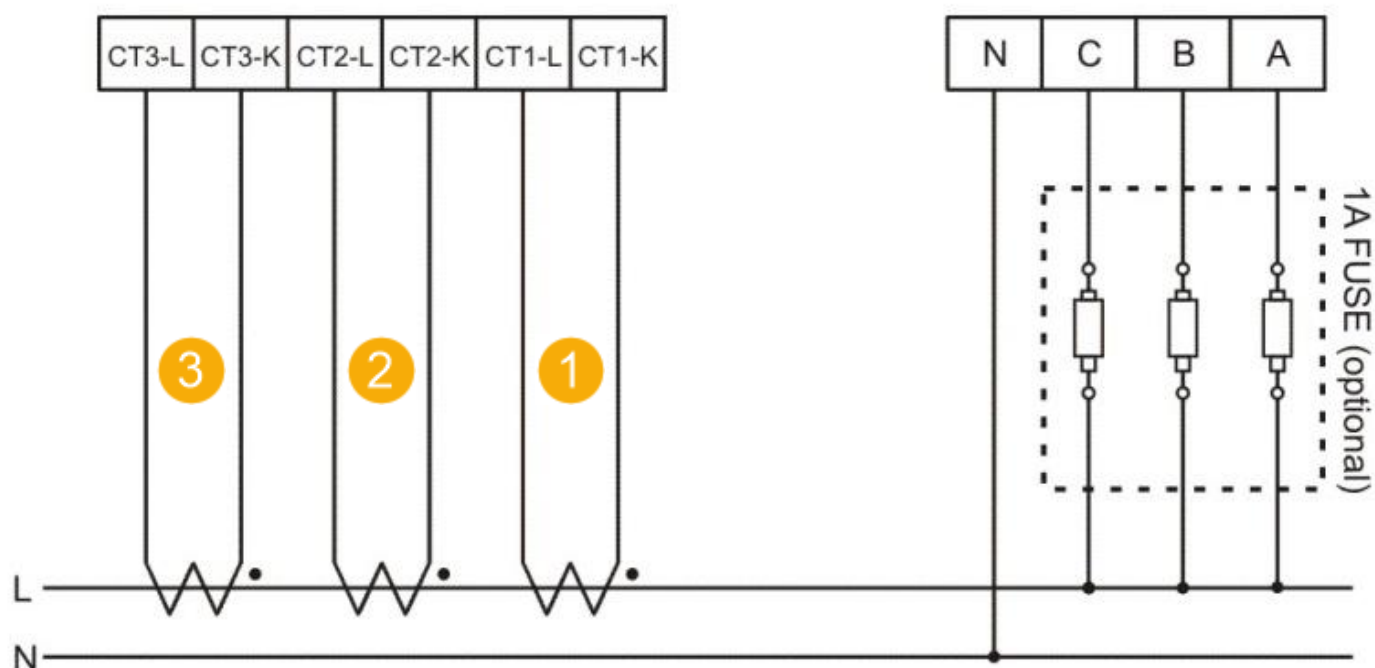 CT3-L CT3-K CT2-L CT2-K CT1-L CT1-K
N C B A
1A FUSE (optional)
3 2 1
L
N